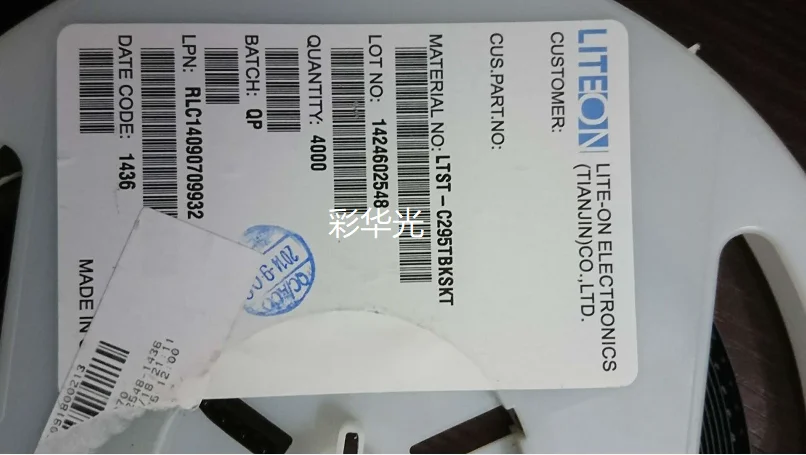 LITEON LITE-ON ELECTRONICS
(TIANJIN)CO.,LTD.
CUSTOMER:
CUS.PART.NO:
MATERIAL NO: LTST-C295TBKSKT
LOT NO: 1424602548
QUANTITY: 4000
BATCH: QP
LPN: RLC14090709932
DATE CODE: 1436
MADE IN
彩华光